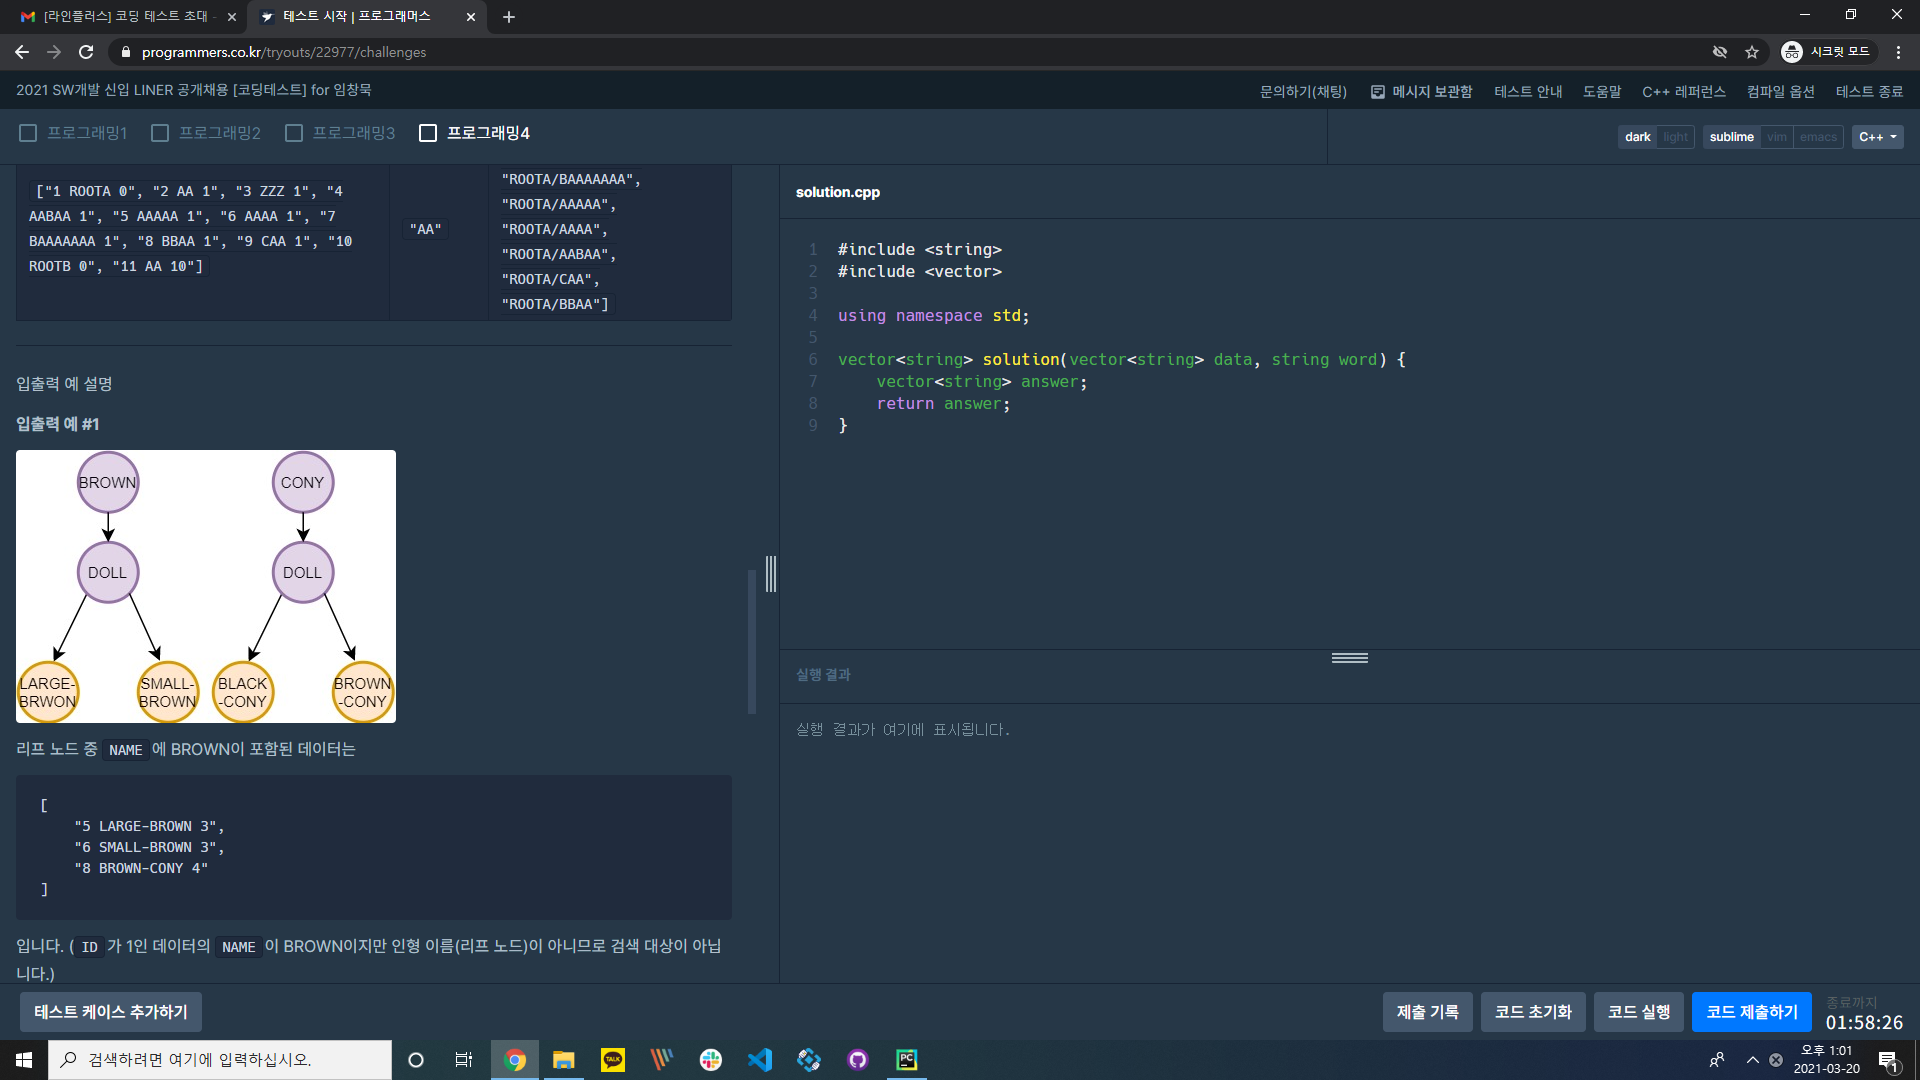 [라인플러스] 코딩 테스트 초대 -
테스트 시작 | 프로그래머스
programmers.co.kr/tryouts/22977/challenges
시크릿 모드
2021 SW개발 신입 LINER 공개채용 [코딩테스트] for 임창묵
문의하기(채팅)
메시지 보관함
테스트 안내
도움말
C++ 레퍼런스
컴파일 옵션
테스트 종료
프로그래밍1
프로그래밍2
프로그래밍3
프로그래밍4
dark light
sublime vim emacs
C++
["1 ROOTA 0", "2 AA 1", "3 ZZZ 1", "4
AABAA 1", "5 AAAAA 1", "6 AAAA 1", "7
BAAAAAAA 1", "8 BBAA 1", "9 CAA 1", "10
ROOTB 0", "11 AA 10"]
"AA"
"ROOTA/BAAAAAAA",
"ROOTA/AAAAA",
"ROOTA/AAAA",
"ROOTA/AABAA",
"ROOTA/CAA",
"ROOTA/BBAA"]
입출력 예 설명
입출력 예 #1
BROWN
CONY
DOLL
DOLL
LARGE-
BRWON
SMALL-
BROWN
BLACK
-CONY
BROWN
-CONY
리프 노드 중 NAME 에 BROWN이 포함된 데이터는
[
"5 LARGE-BROWN 3",
"6 SMALL-BROWN 3",
"8 BROWN-CONY 4"
]
입니다. ( ID 가 1인 데이터의 NAME 이 BROWN이지만 인형 이름(리프 노드)이 아니므로 검색 대상이 아닙
니다.)
solution.cpp
1 #include <string>
2 #include <vector>
3
4 using namespace std;
5
6 vector<string> solution(vector<string> data, string word) {
7 vector<string> answer;
8 return answer;
9 }
실행 결과
실행 결과가 여기에 표시됩니다.
테스트 케이스 추가하기
제출 기록
코드 초기화
코드 실행
코드 제출하기
종료까지
01:58:26
검색하려면 여기에 입력하십시오.
TALK
PC
오후 1:01
2021-03-20
1